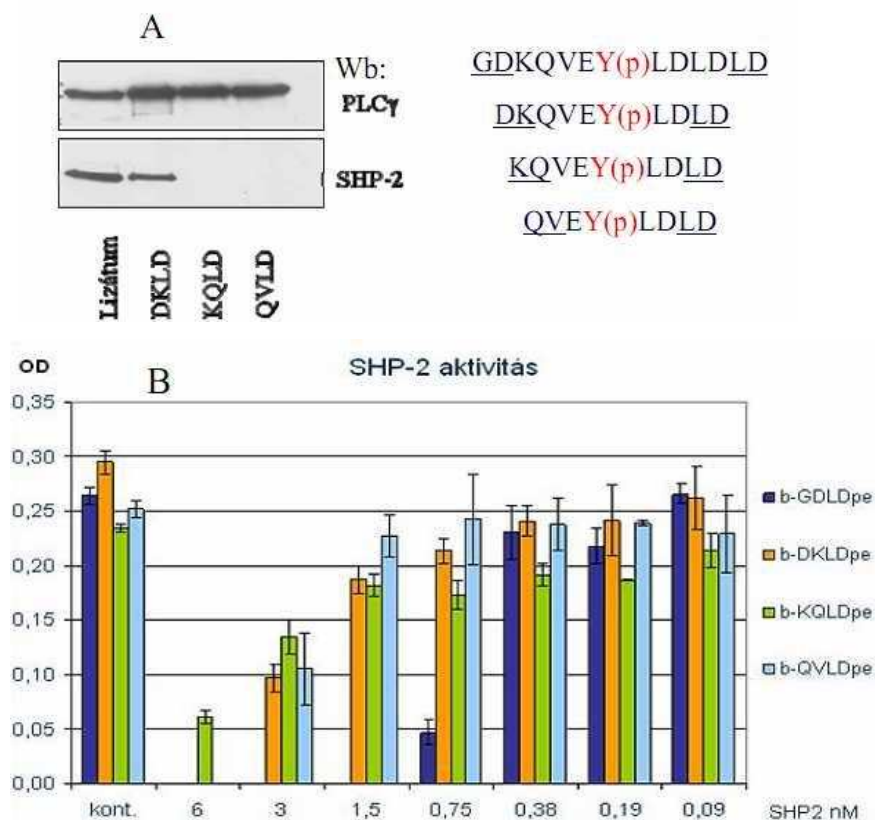 A
Wb:
PLCγ
SHP-2
Lizátum
DKLD
KQLD
QVLD
GDKQVEY(p)LDLDLD
DKQVEY(p)LDLD
KQVEY(p)LDLD
QVEY(p)LDLD
B
OD
SHP-2 aktivitás
0,35
0,30
0,25
0,20
0,15
0,10
0,05
0,00
kont. 6 3 1,5 0,75 0,38 0,19 0,09 SHP2 nM
b-GDLDpe
b-DKLDpe
b-KQLDpe
b-QVLDpe